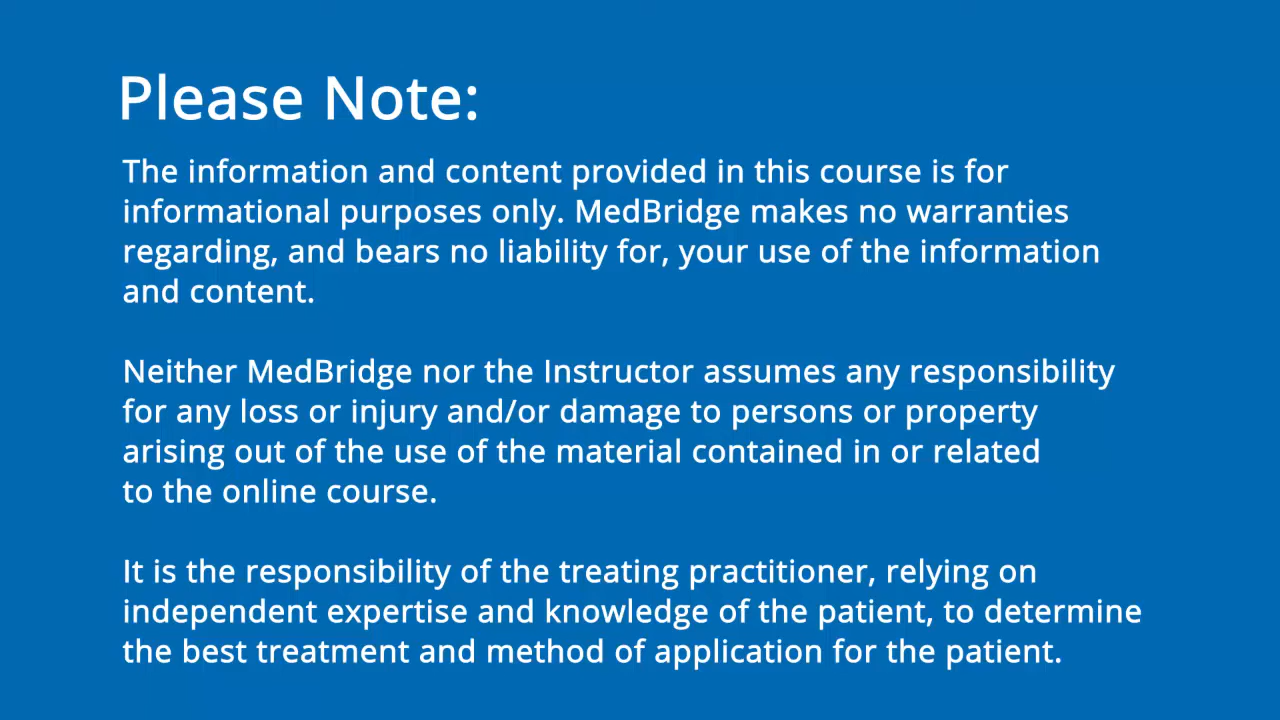 Please Note:
The information and content provided in this course is for
informational purposes only. MedBridge makes no warranties
regarding, and bears no liability for, your use of the information
and content.
Neither MedBridge nor the Instructor assumes any responsibility
for any loss or injury and/or damage to persons or property
arising out of the use of the material contained in or related
to the online course.
It is the responsibility of the treating practitioner, relying on
independent expertise and knowledge of the patient, to determine
the best treatment and method of application for the patient.